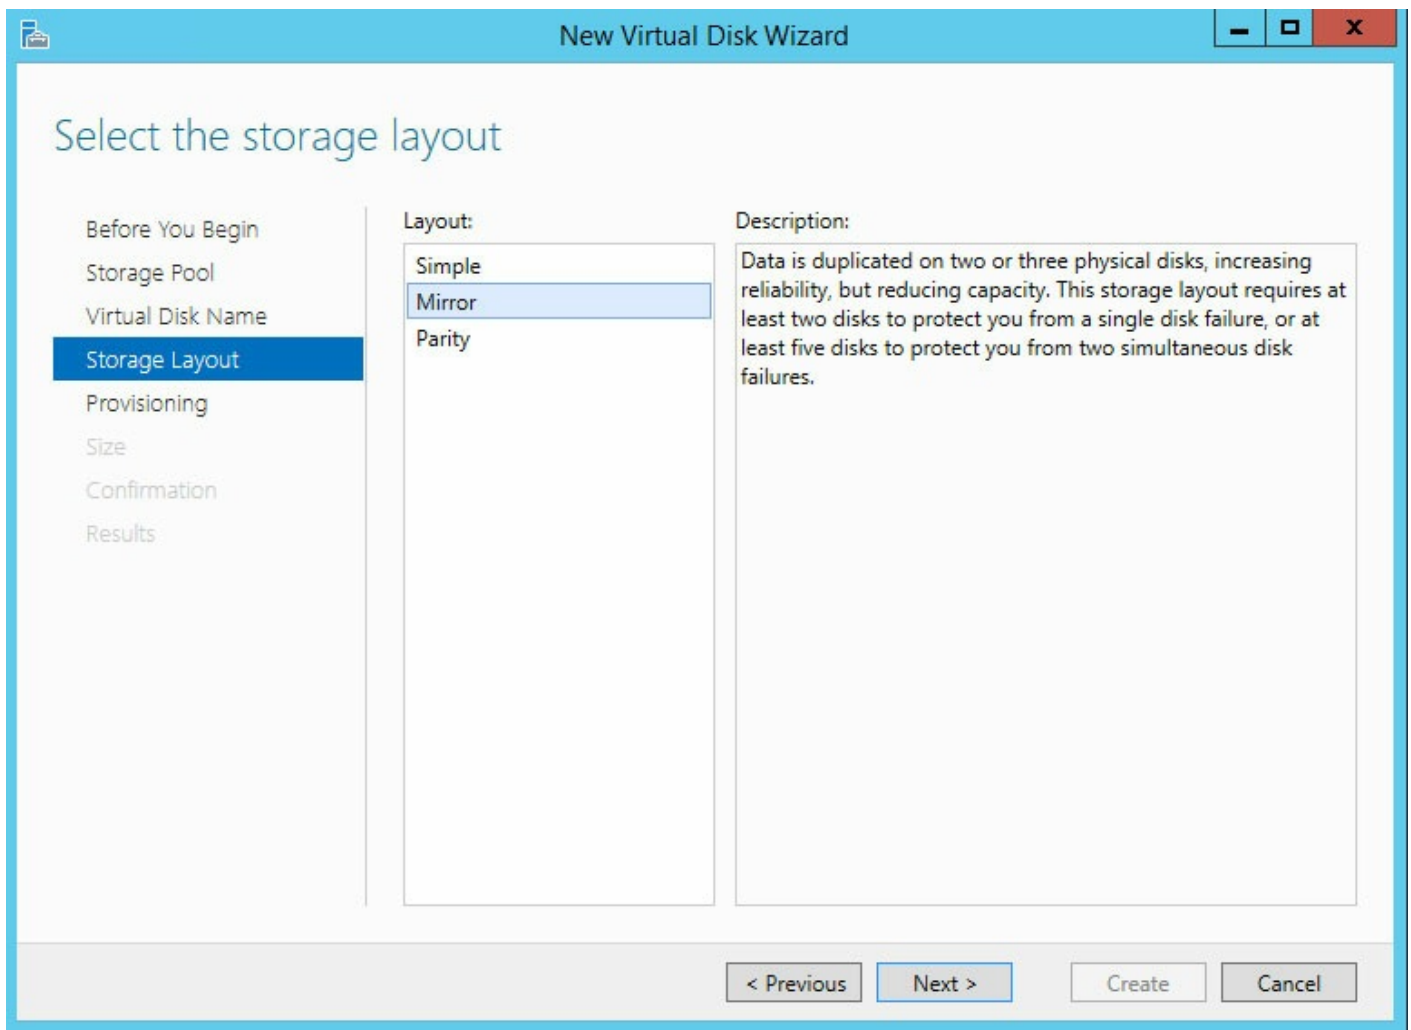 New Virtual Disk Wizard
Select the storage layout
Before You Begin
Storage Pool
Virtual Disk Name
Storage Layout
Provisioning
Size
Confirmation
Results
Layout:
Simple
Mirror
Parity
Description:
Data is duplicated on two or three physical disks, increasing
reliability, but reducing capacity. This storage layout requires at
least two disks to protect you from a single disk failure, or at
least five disks to protect you from two simultaneous disk
failures.
< Previous
Next >
Create
Cancel